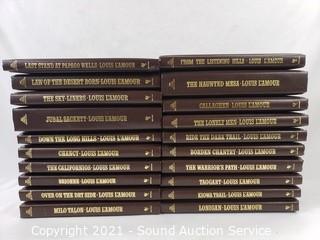 LAST STAND AT PAPAGO WELLS · LOUIS L'AMOUR
LAW OF THE DESERT BORN · LOUIS L'AMOUR
THE SKY-LINERS · LOUIS L'AMOUR
JUBAL SACKETT · LOUIS L'AMOUR
DOWN THE LONG HILLS · LOUIS L'AMOUR
CHANCY · LOUIS L'AMOUR
THE CALIFORNIOS · LOUIS L'AMOUR
BRIONNE · LOUIS L'AMOUR
OVER ON THE DRY SIDE · LOUIS L'AMOUR
MILO TALON · LOUIS L'AMOUR
FROM THE LISTENING HILLS · LOUIS L'AMOUR
THE HAUNTED MESA · LOUIS L'AMOUR
CALLAGHEN · LOUIS L'AMOUR
THE LONELY MEN · LOUIS L'AMOUR
RIDE THE DARK TRAIL · LOUIS L'AMOUR
BORDEN CHANTRY · LOUIS L'AMOUR
THE WARRIOR'S PATH · LOUIS L'AMOUR
TAGGART · LOUIS L'AMOUR
KIOWA TRAIL · LOUIS L'AMOUR
LONIGAN · LOUIS L'AMOUR
Copyright 2021 - Caring Transitions